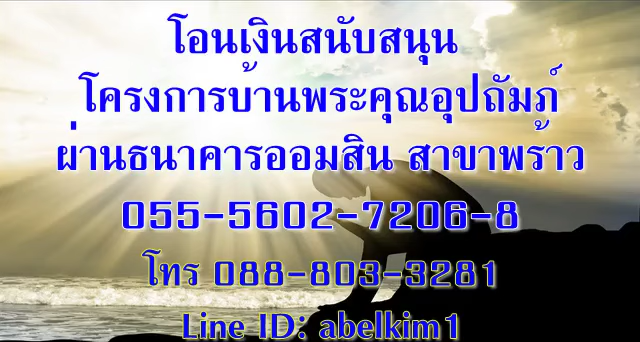 โอนเงินสนับสนุน
โครงการบ้านพระคุณอุปถัมภ์
ผ่านธนาคารออมสิน สาขาพร้าว
055-5602-7206-8
โทร 088-803-3281
Line ID: abelkim1